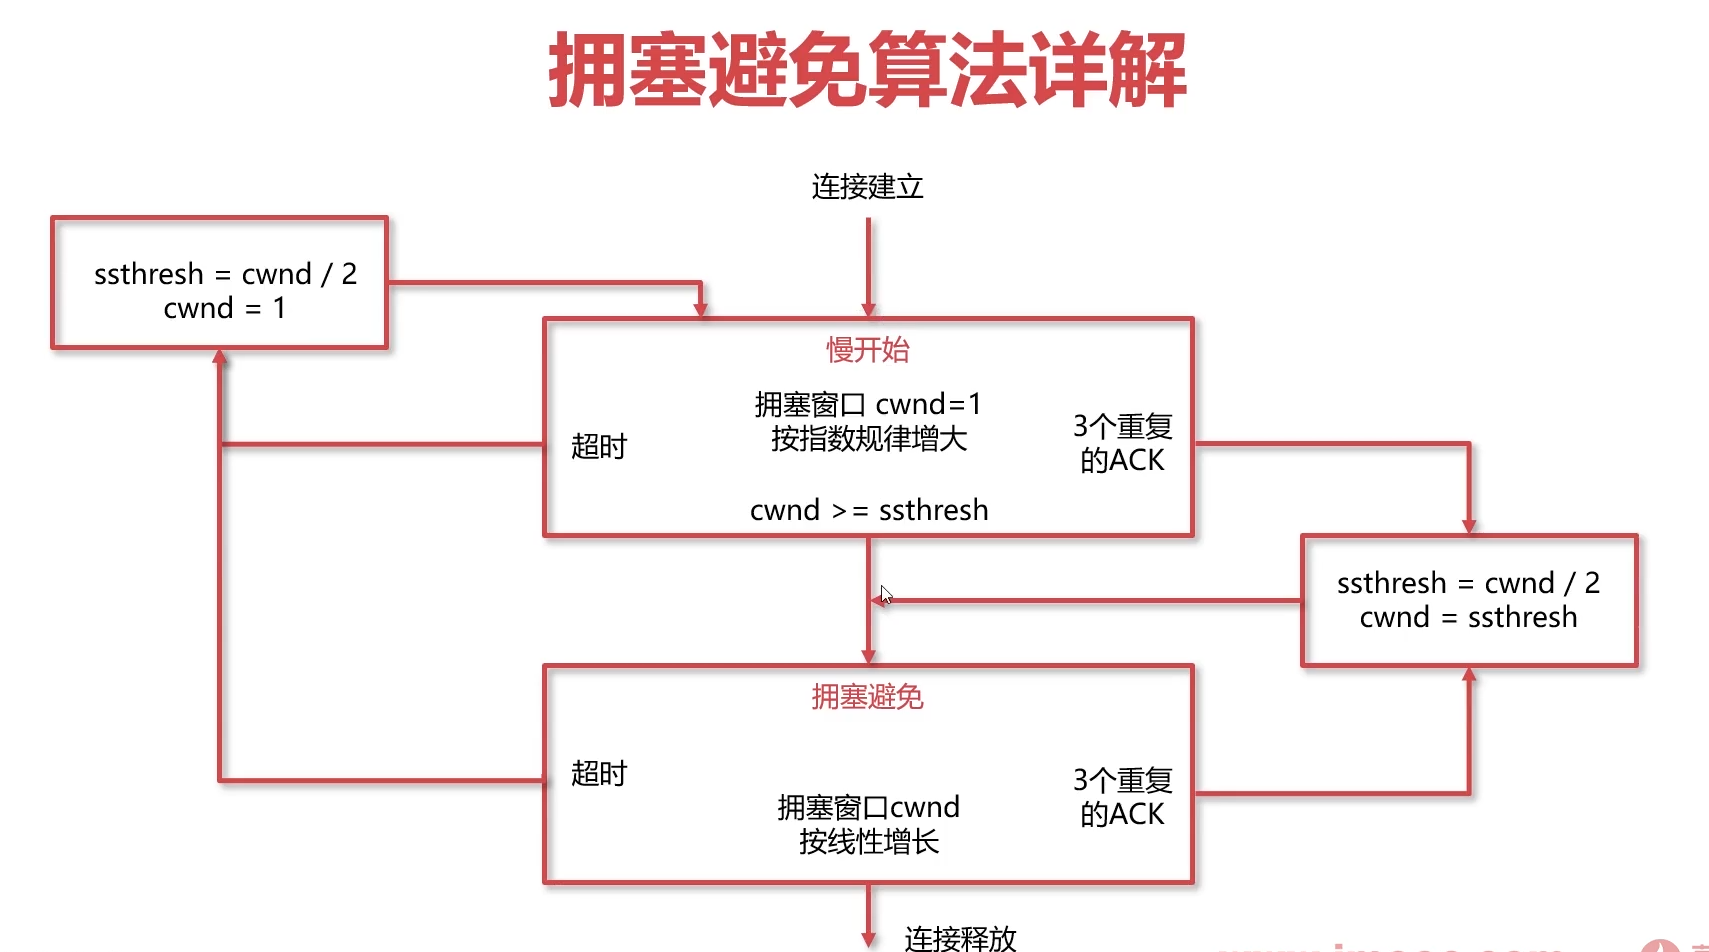 拥塞避免算法详解
连接建立
ssthresh = cwnd / 2
cwnd = 1
慢开始
拥塞窗口 cwnd=1
按指数规律增大
超时
3个重复
的ACK
cwnd >= ssthresh
ssthresh = cwnd / 2
cwnd = ssthresh
拥塞避免
超时
3个重复
的ACK
拥塞窗口cwnd
按线性增长
连接释放